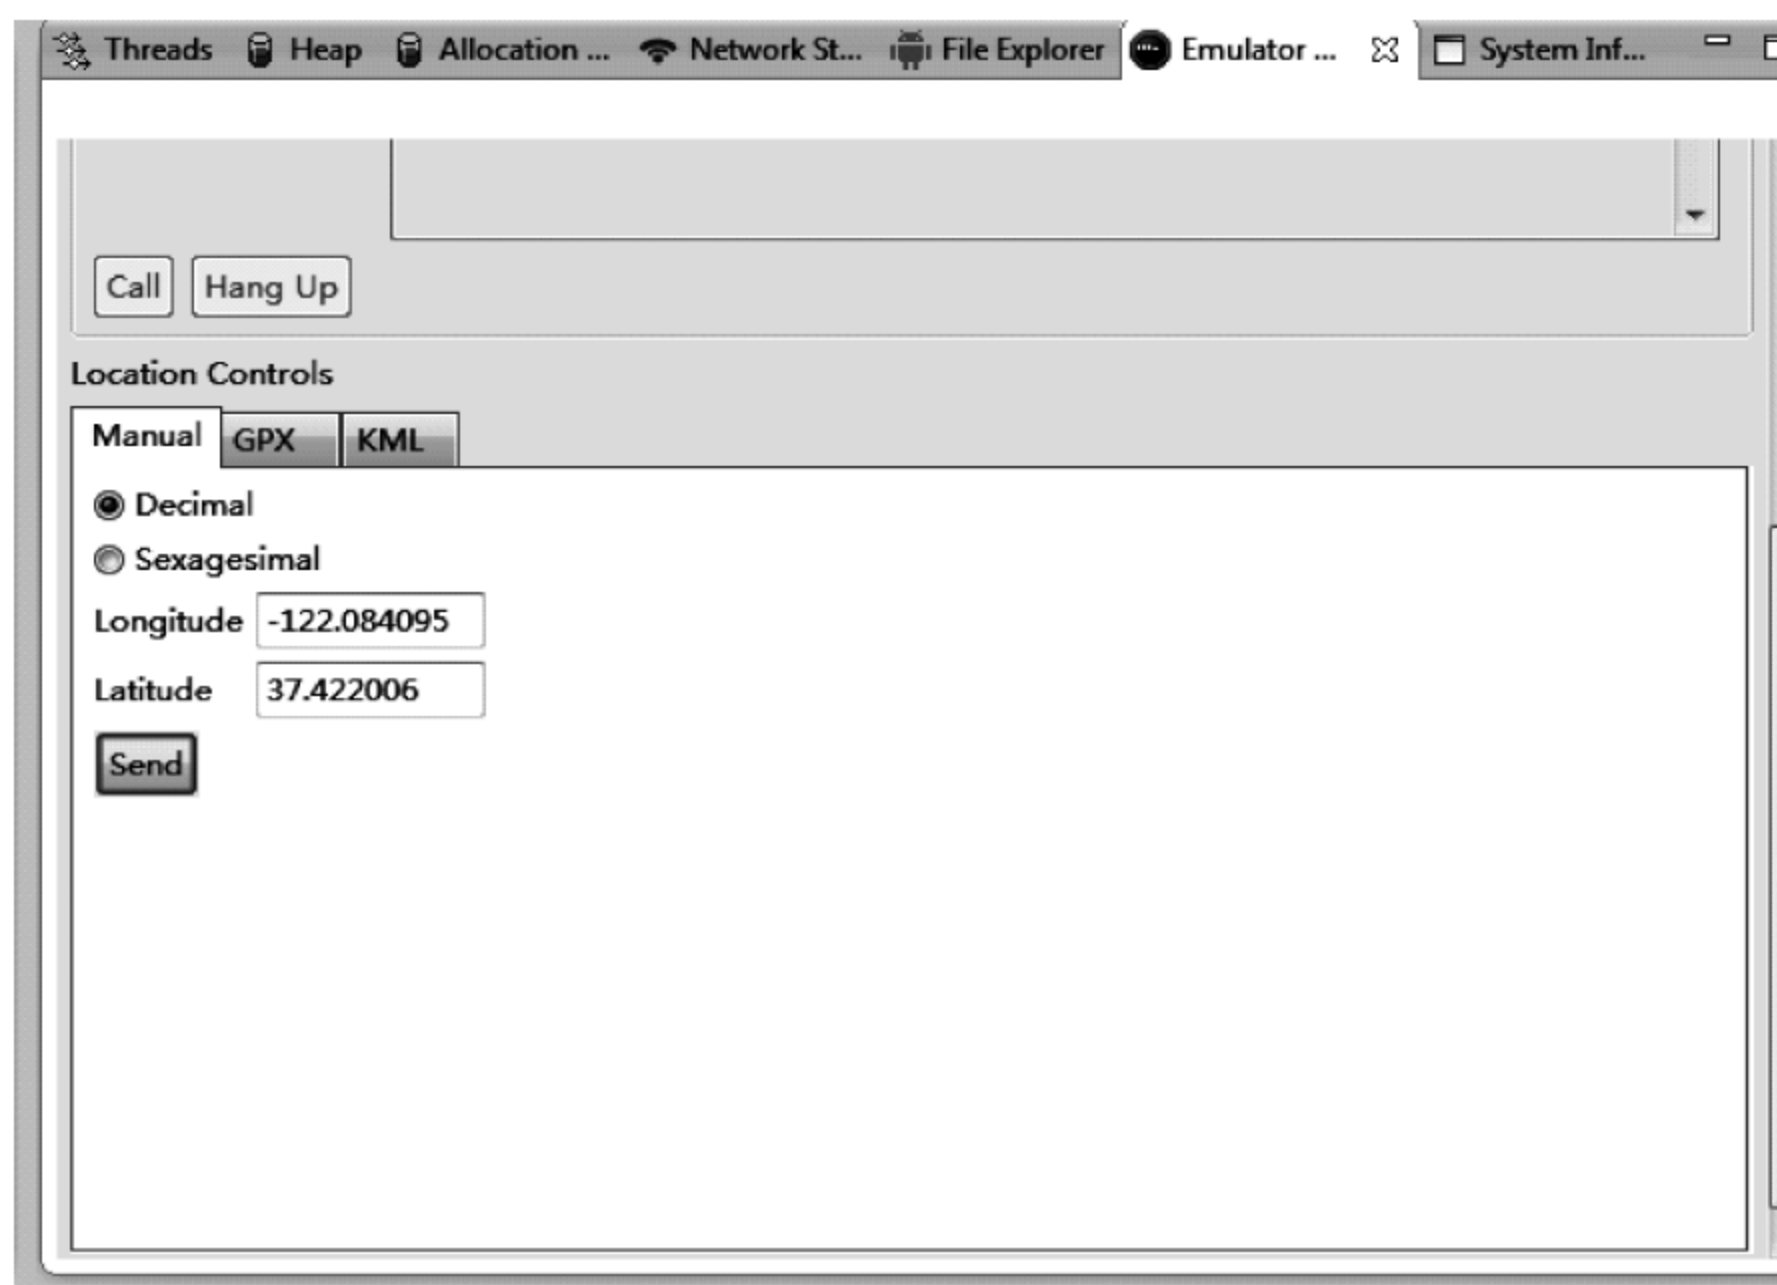 Threads Heap Allocation ... Network St... File Explorer Emulator ... System Inf...
Call Hang Up
Location Controls
Manual GPX KML
Decimal
Sexagesimal
Longitude -122.084095
Latitude 37.422006
Send